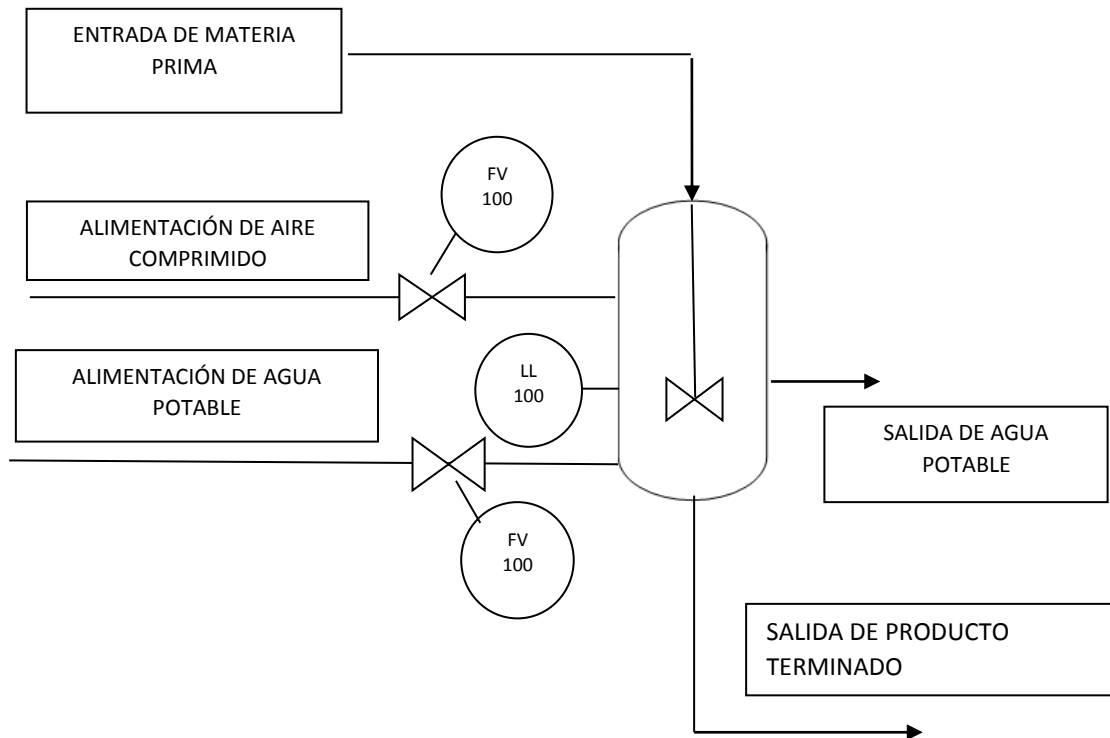 ENTRADA DE MATERIA
PRIMA
FV
100
ALIMENTACIÓN DE AIRE
COMPRIMIDO
ALIMENTACIÓN DE AGUA
POTABLE
LL
100
SALIDA DE AGUA
POTABLE
FV
100
SALIDA DE PRODUCTO
TERMINADO